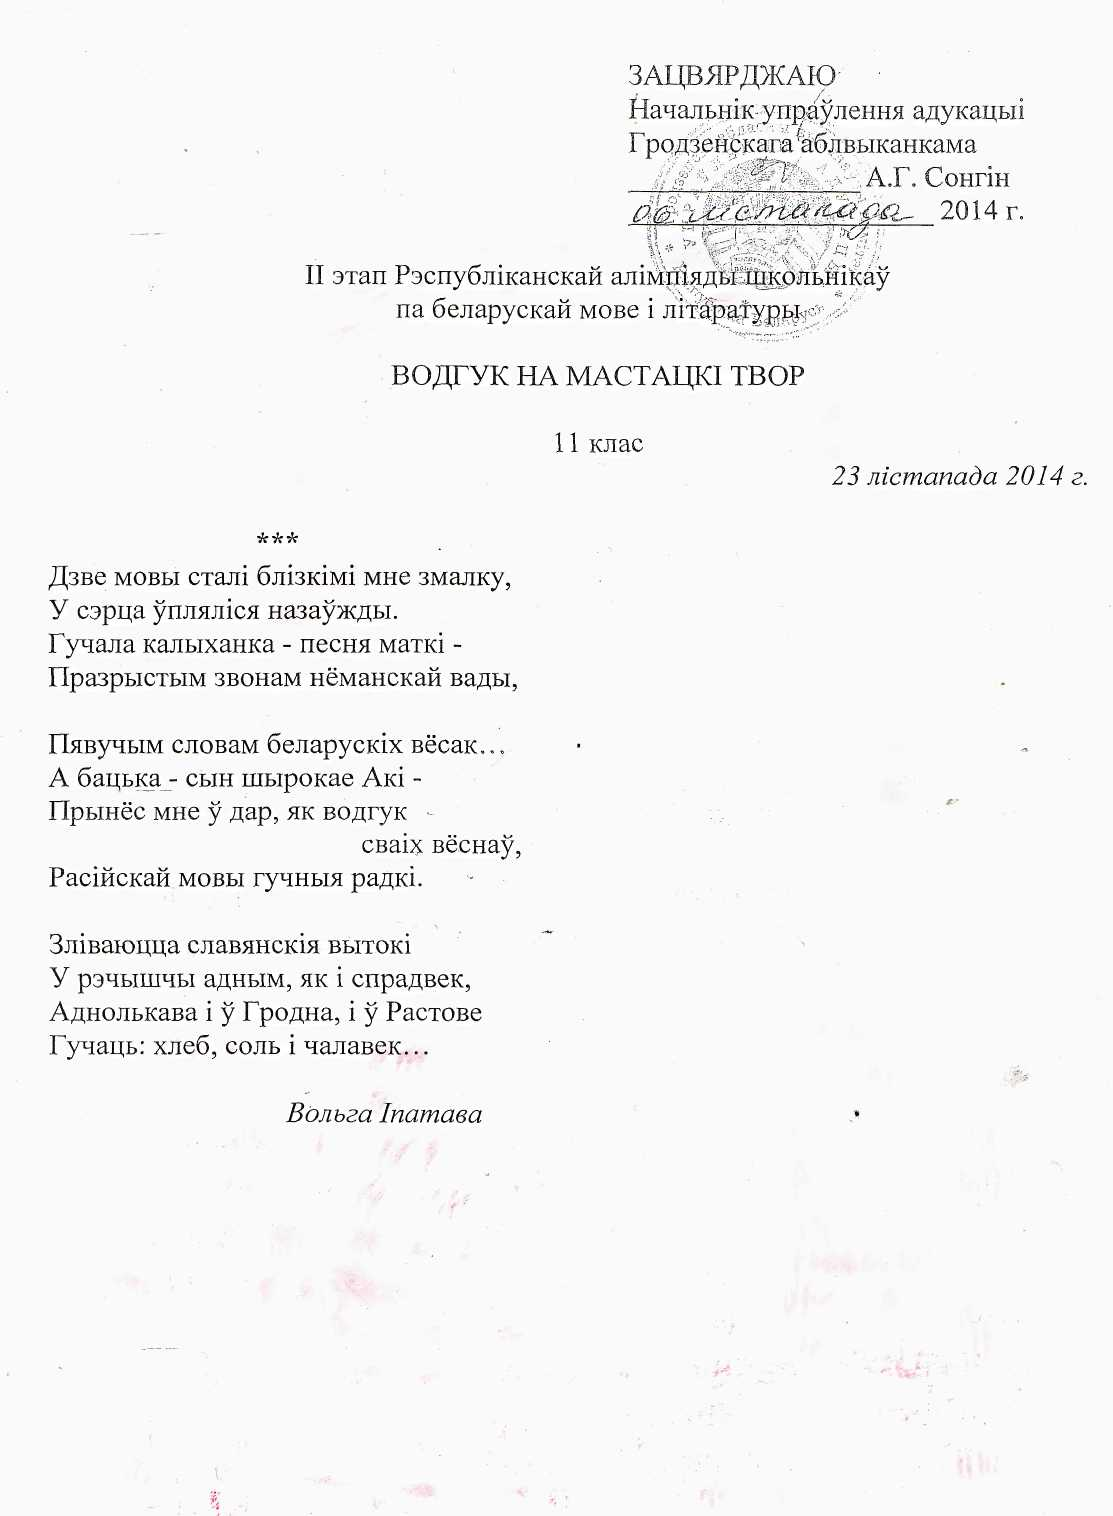 ЗАЦВЯРДЖАЮ
Начальнік упраўлення адукацыі
Гродзенскага аблвыканкама
А.Г. Сонгін
06 лістапада 2014 г.
II этап Рэспубліканскай алімпіяды школьнікаў
па беларускай мове і літаратуры
ВОДГУК НА МАСТАЦКІ ТВОР
11 клас
23 лістапада 2014 г.
***
Дзве мовы сталі блізкімі мне змалку,
У сэрца ўпляліся назаўжды.
Гучала калыханка - песня маткі -
Празрыстым звонам нёманскай вады,
Пявучым словам беларускіх вёсак…
А бацька - сын шырокае Акі -
Прынёс мне ў дар, як водгук
сваіх вёснаў,
Расійскай мовы гучныя радкі.
Зліваюцца славянскія вытокі
У рэчышчы адным, як і спрадвек,
Аднолькава і ў Гродна, і ў Растове
Гучаць: хлеб, соль і чалавек…
Вольга Іпатава